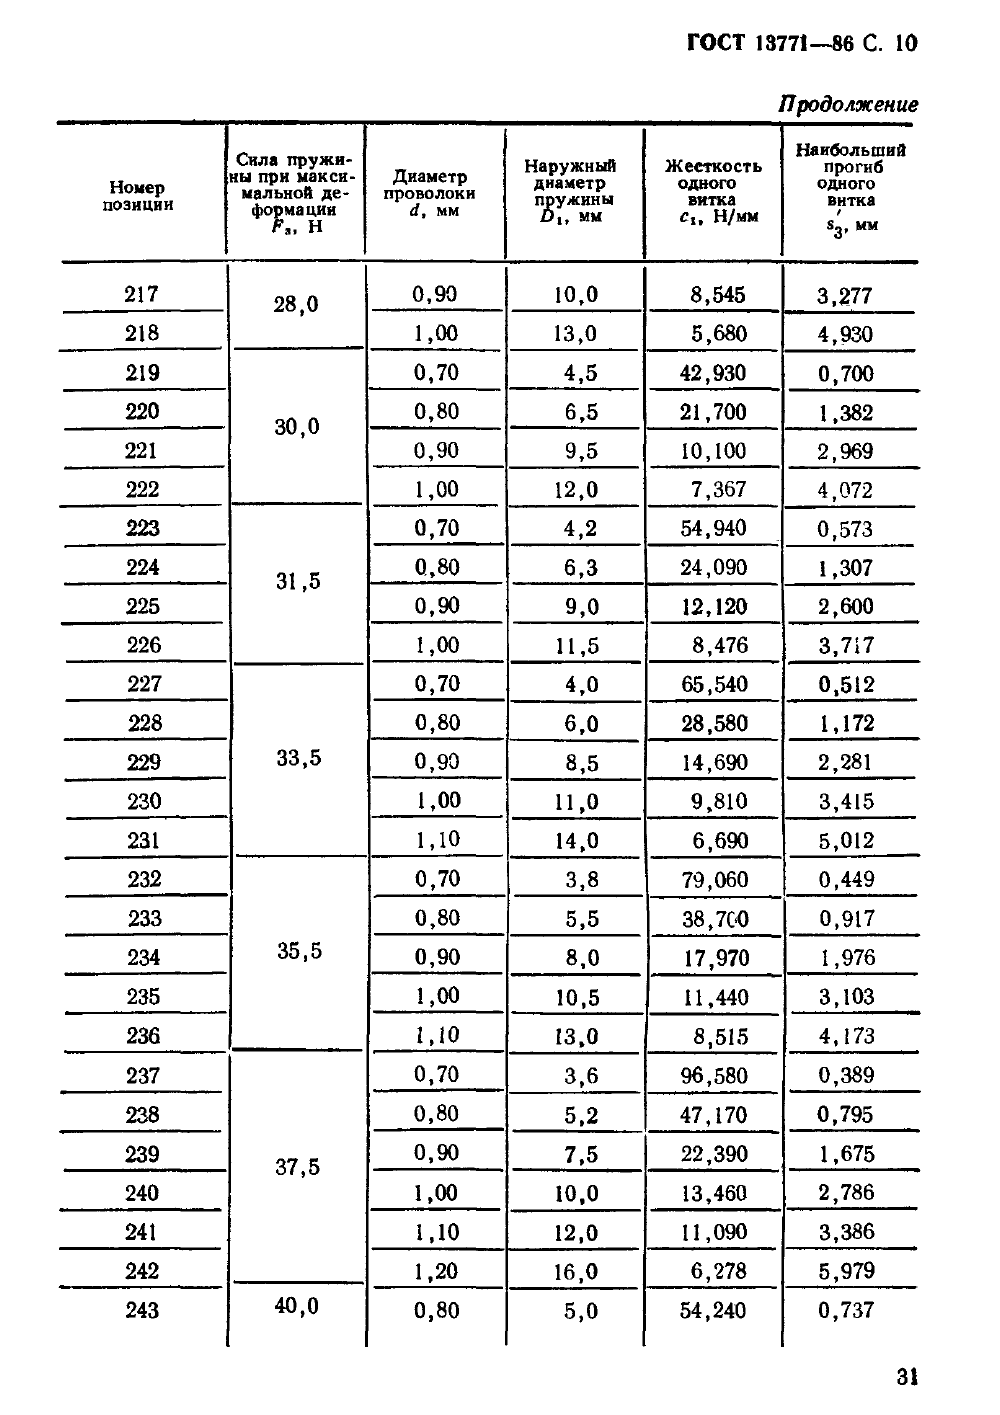 ГОСТ 13771—86 С. 10
Продолжение
Номер позиции
Сила пружи-
ны при макси-
мальной де-
формации
F₃, Н
Диаметр
проволоки
d, мм
Наружный
диаметр
пружины
D₁, мм
Жесткость
одного
витка
c₁, Н/мм
Наибольший
прогиб
одного
витка
s′₃, мм
217 28,0 0,90 10,0 8,545 3,277
218 1,00 13,0 5,680 4,930
219 30,0 0,70 4,5 42,930 0,700
220 0,80 6,5 21,700 1,382
221 0,90 9,5 10,100 2,969
222 1,00 12,0 7,367 4,072
223 31,5 0,70 4,2 54,940 0,573
224 0,80 6,3 24,090 1,307
225 0,90 9,0 12,120 2,600
226 1,00 11,5 8,476 3,717
227 33,5 0,70 4,0 65,540 0,512
228 0,80 6,0 28,580 1,172
229 0,90 8,5 14,690 2,281
230 1,00 11,0 9,810 3,415
231 1,10 14,0 6,690 5,012
232 35,5 0,70 3,8 79,060 0,449
233 0,80 5,5 38,700 0,917
234 0,90 8,0 17,970 1,976
235 1,00 10,5 11,440 3,103
236 1,10 13,0 8,515 4,173
237 37,5 0,70 3,6 96,580 0,389
238 0,80 5,2 47,170 0,795
239 0,90 7,5 22,390 1,675
240 1,00 10,0 13,460 2,786
241 1,10 12,0 11,090 3,386
242 1,20 16,0 6,278 5,979
243 40,0 0,80 5,0 54,240 0,737
31